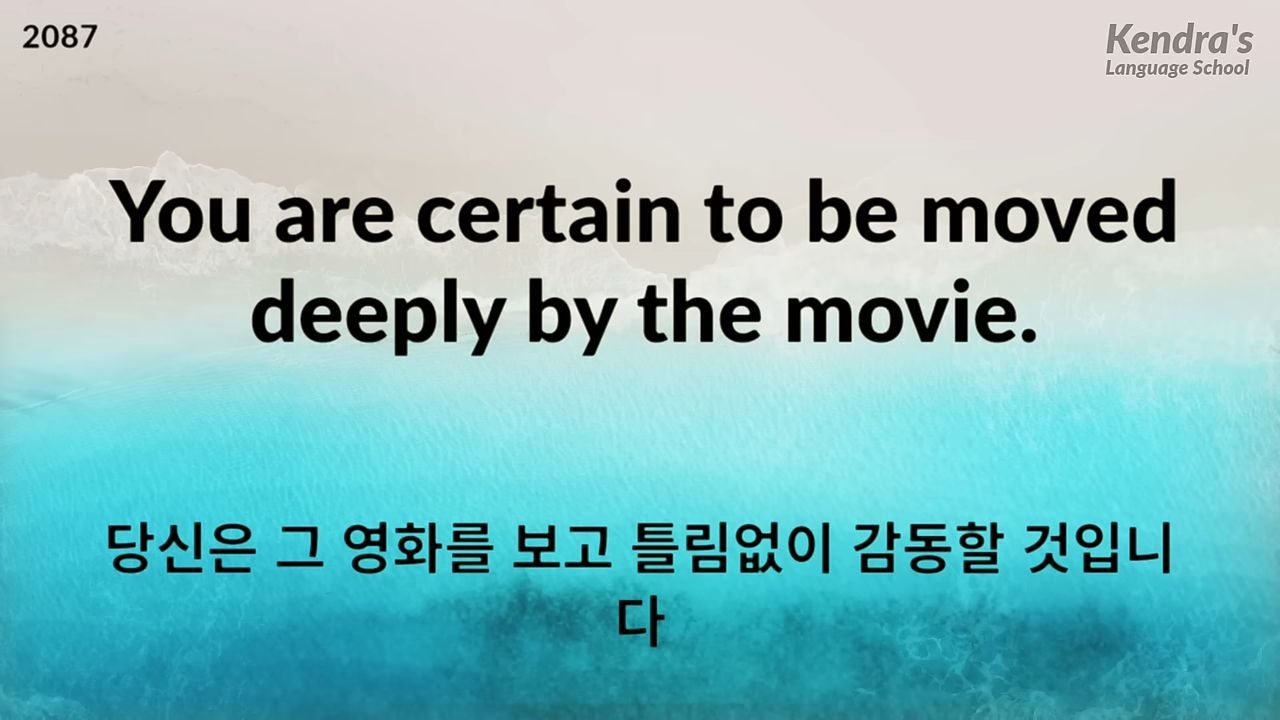 2087
Kendra's
Language School
You are certain to be moved
deeply by the movie.
당신은 그 영화를 보고 틀림없이 감동할 것입니
다